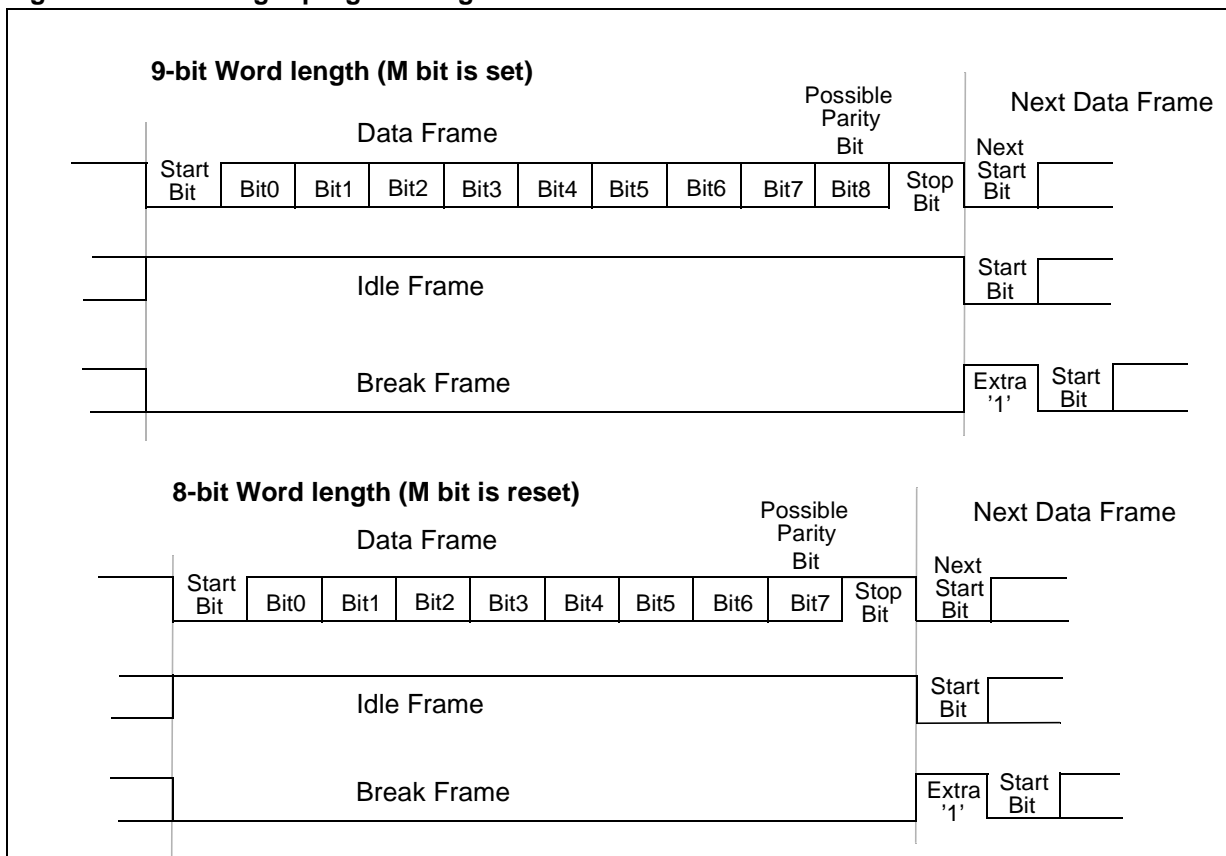 9-bit Word length (M bit is set)
Possible
Parity
Bit
Next Data Frame
Data Frame
Next
Start
Bit
Start
Bit
Bit0
Bit1
Bit2
Bit3
Bit4
Bit5
Bit6
Bit7
Bit8
Stop
Bit
Idle Frame
Start
Bit
Break Frame
Extra
'1'
Start
Bit
8-bit Word length (M bit is reset)
Possible
Parity
Bit
Next Data Frame
Data Frame
Next
Start
Bit
Start
Bit
Bit0
Bit1
Bit2
Bit3
Bit4
Bit5
Bit6
Bit7
Stop
Bit
Idle Frame
Start
Bit
Break Frame
Extra
'1'
Start
Bit